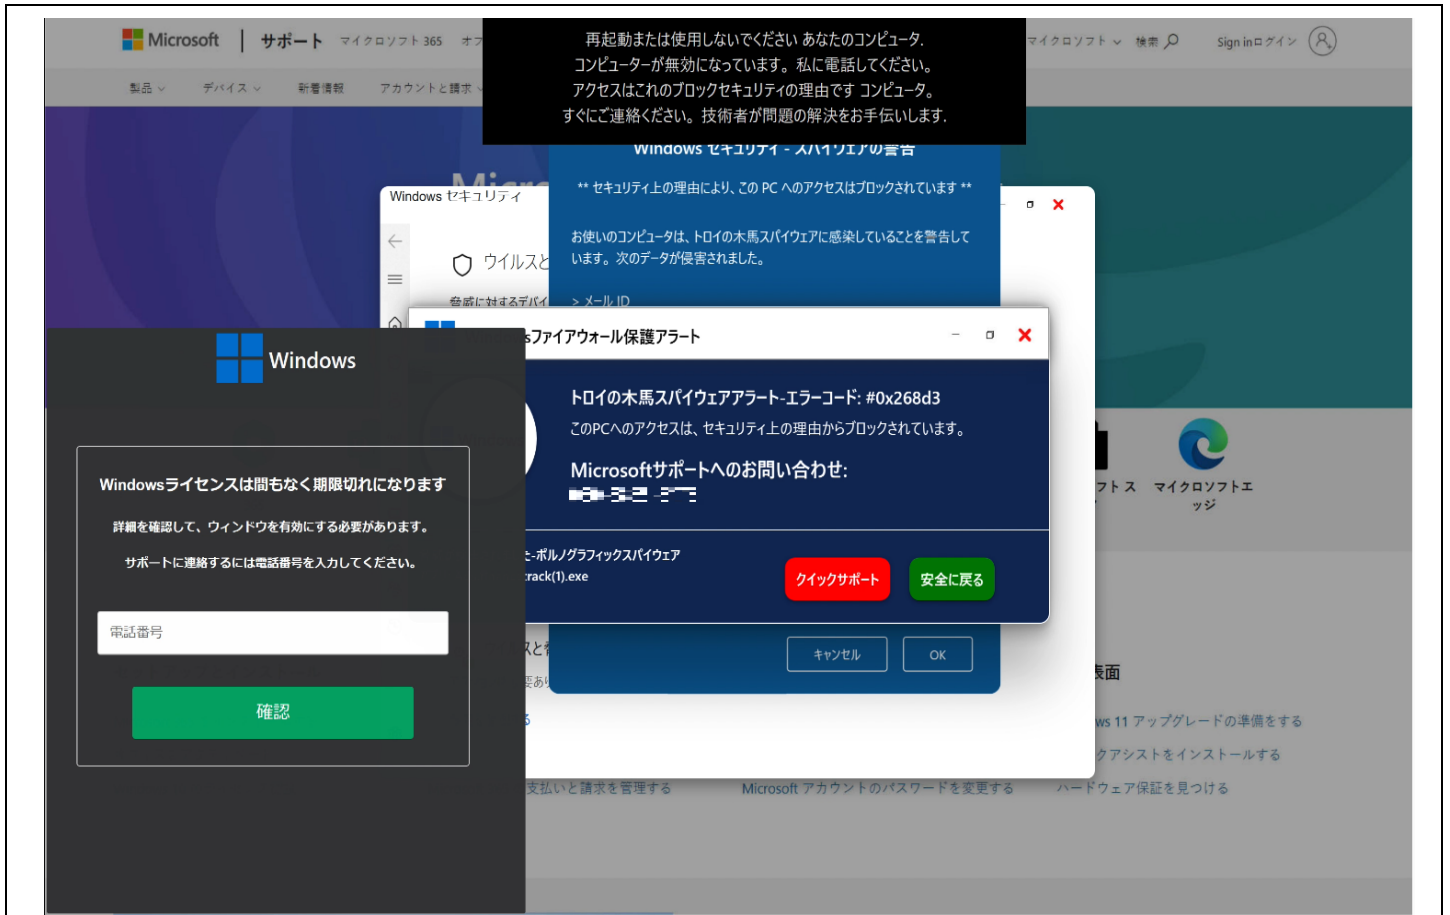 Microsoft
サポート
マイクロソフト 365
オフ
マイクロソフト
検索
Sign inログイン
製品
デバイス
新着情報
アカウントと請求
再起動または使用しないでください あなたのコンピュータ.
コンピューターが無効になっています。私に電話してください。
アクセスはこれのブロックセキュリティの理由です コンピュータ。
すぐにご連絡ください。技術者が問題の解決をお手伝いします.
Windows セキュリティ - スパイウェアの警告
** セキュリティ上の理由により、この PC へのアクセスはブロックされています **
お使いのコンピュータは、トロイの木馬スパイウェアに感染していることを警告して
います。次のデータが侵害されました。
> メール ID
Windows セキュリティ
ウイルスと
脅威に対するデバイ
sファイアウォール保護アラート
トロイの木馬スパイウェアアラート-エラーコード: #0x268d3
このPCへのアクセスは、セキュリティ上の理由からブロックされています。
Microsoftサポートへのお問い合わせ:
た-ポルノグラフィックスパイウェア
crack(1).exe
クイックサポート
安全に戻る
キャンセル
OK
Windows
Windowsライセンスは間もなく期限切れになります
詳細を確認して、ウィンドウを有効にする必要があります。
サポートに連絡するには電話番号を入力してください。
電話番号
確認
フト ス
マイクロソフトエ
ッジ
表面
ws 11 アップグレードの準備をする
クアシストをインストールする
支払いと請求を管理する
Microsoft アカウントのパスワードを変更する
ハードウェア保証を見つける